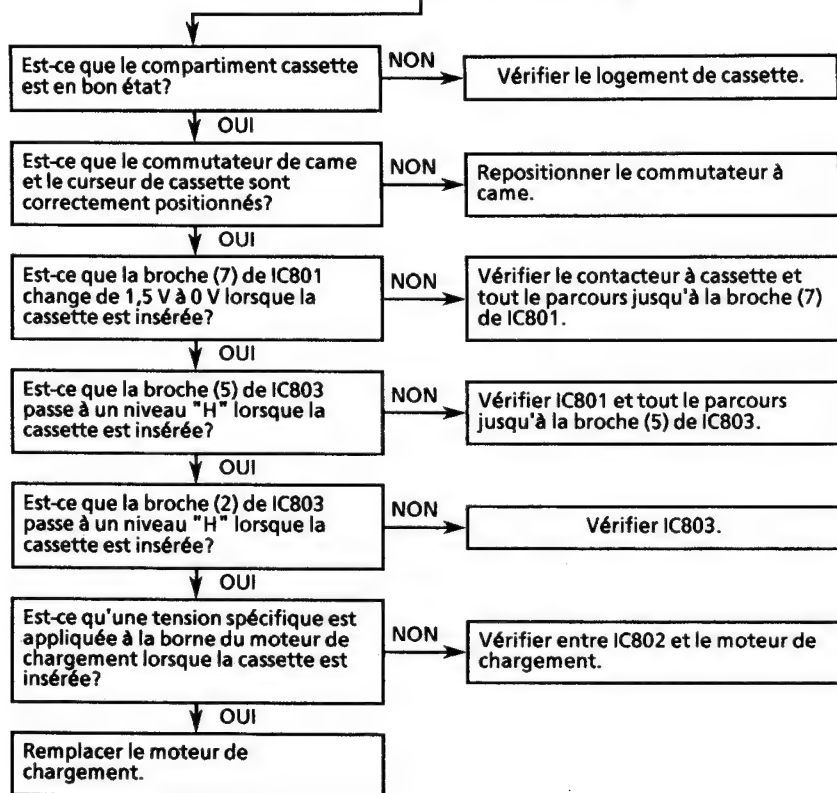 Est-ce que le compartiment cassette
est en bon état?
NON
Vérifier le logement de cassette.
OUI
Est-ce que le commutateur de came
et le curseur de cassette sont
correctement positionnés?
NON
Repositionner le commutateur à
came.
OUI
Est-ce que la broche (7) de IC801
change de 1,5 V à 0 V lorsque la
cassette est insérée?
NON
Vérifier le contacteur à cassette et
tout le parcours jusqu'à la broche (7)
de IC801.
OUI
Est-ce que la broche (5) de IC803
passe à un niveau "H" lorsque la
cassette est insérée?
NON
Vérifier IC801 et tout le parcours
jusqu'à la broche (5) de IC803.
OUI
Est-ce que la broche (2) de IC803
passe à un niveau "H" lorsque la
cassette est insérée?
NON
Vérifier IC803.
OUI
Est-ce qu'une tension spécifique est
appliquée à la borne du moteur de
chargement lorsque la cassette est
insérée?
NON
Vérifier entre IC802 et le moteur de
chargement.
OUI
Remplacer le moteur de
chargement.